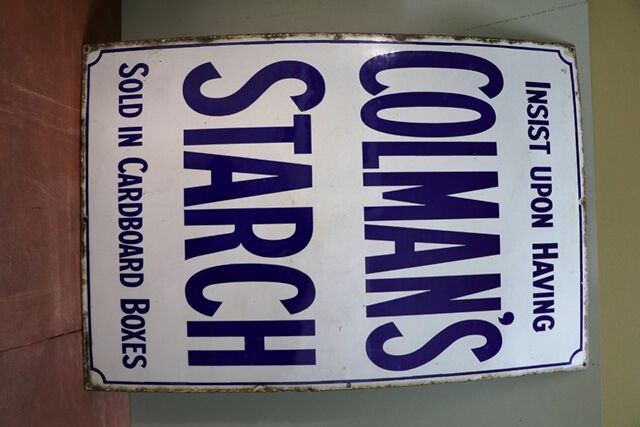 INSIST UPON HAVING
COLMAN'S
STARCH
SOLD IN CARDBOARD BOXES